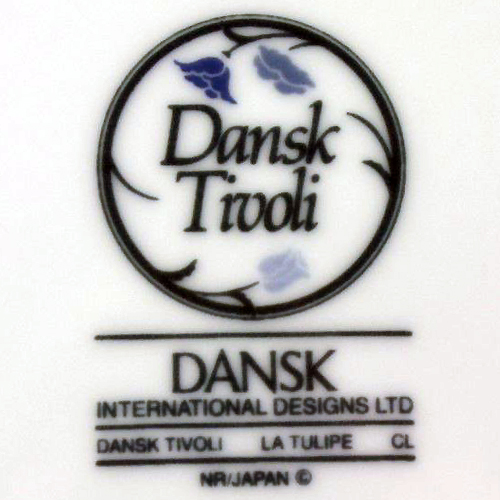 Dansk
Tivoli
DANSK
INTERNATIONAL DESIGNS LTD
DANSK TIVOLI LA TULIPE CL
NR/JAPAN ©